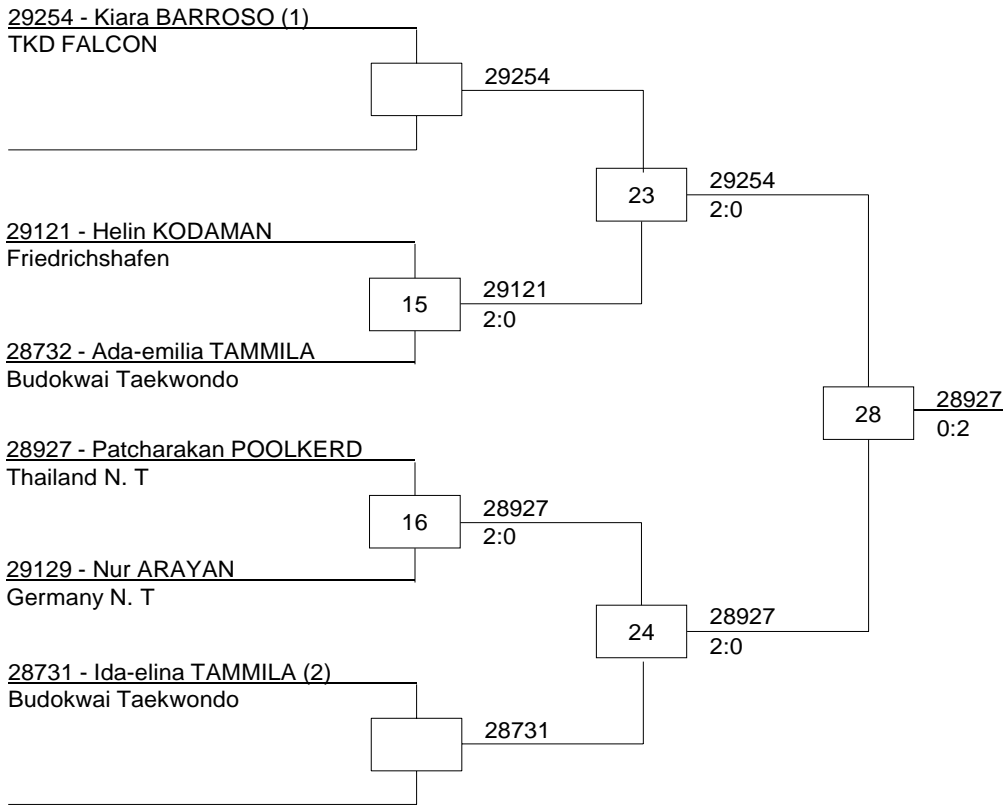 29254 - Kiara BARROSO (1)
TKD FALCON
29254
23
29254
2:0
29121 - Helin KODAMAN
Friedrichshafen
15
29121
2:0
28732 - Ada-emilia TAMMILA
Budokwai Taekwondo
28
28927
0:2
28927 - Patcharakan POOLKERD
Thailand N. T
16
28927
2:0
29129 - Nur ARAYAN
Germany N. T
24
28927
2:0
28731 - Ida-elina TAMMILA (2)
Budokwai Taekwondo
28731